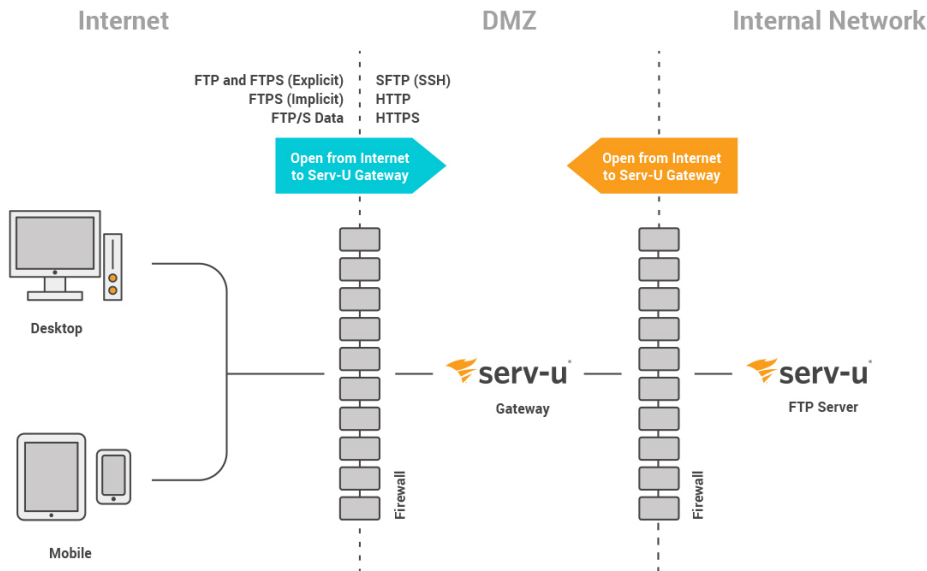 Internet
DMZ
Internal Network
FTP and FTPS (Explicit)
FTPS (Implicit)
FTP/S Data
SFTP (SSH)
HTTP
HTTPS
Open from Internet
to Serv-U Gateway
Open from Internet
to Serv-U Gateway
Desktop
serv-u
Gateway
serv-u
FTP Server
Firewall
Firewall
Mobile